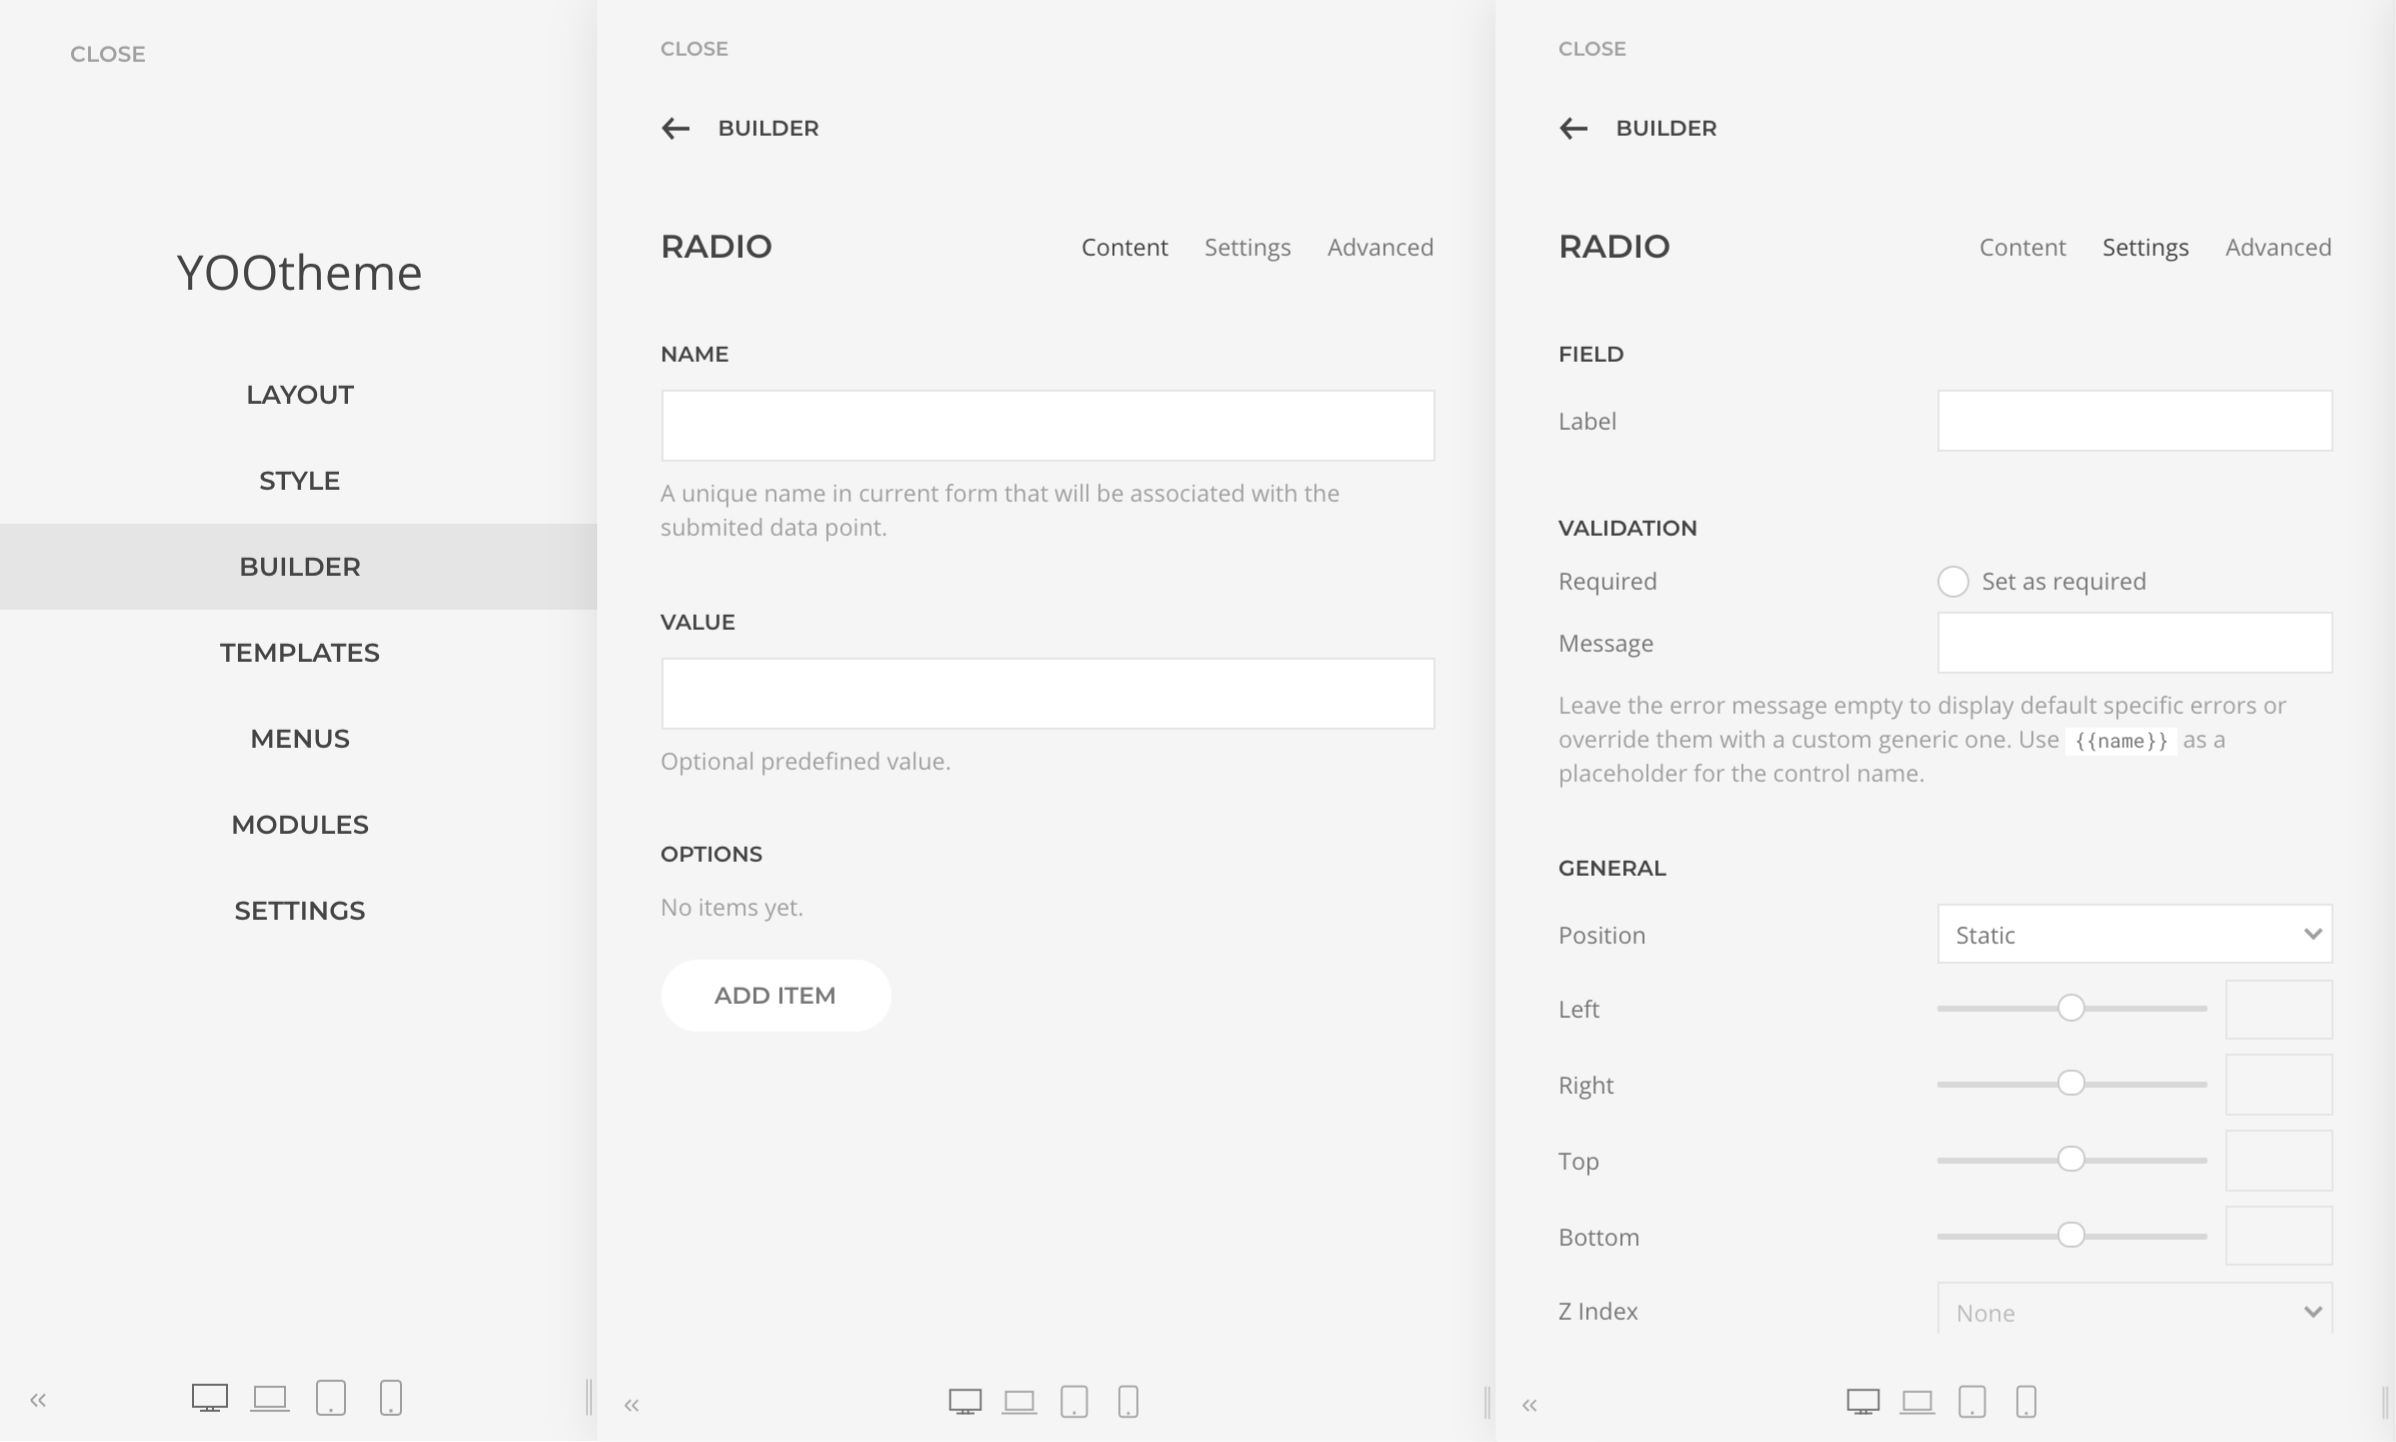 CLOSE
YOOtheme
LAYOUT
STYLE
BUILDER
TEMPLATES
MENUS
MODULES
SETTINGS
CLOSE
BUILDER
RADIO
Content Settings Advanced
NAME
A unique name in current form that will be associated with the
submited data point.
VALUE
Optional predefined value.
OPTIONS
No items yet.
ADD ITEM
CLOSE
BUILDER
RADIO
Content Settings Advanced
FIELD
Label
VALIDATION
Required Set as required
Message
Leave the error message empty to display default specific errors or
override them with a custom generic one. Use {{name}} as a
placeholder for the control name.
GENERAL
Position Static
Left
Right
Top
Bottom
Z Index None